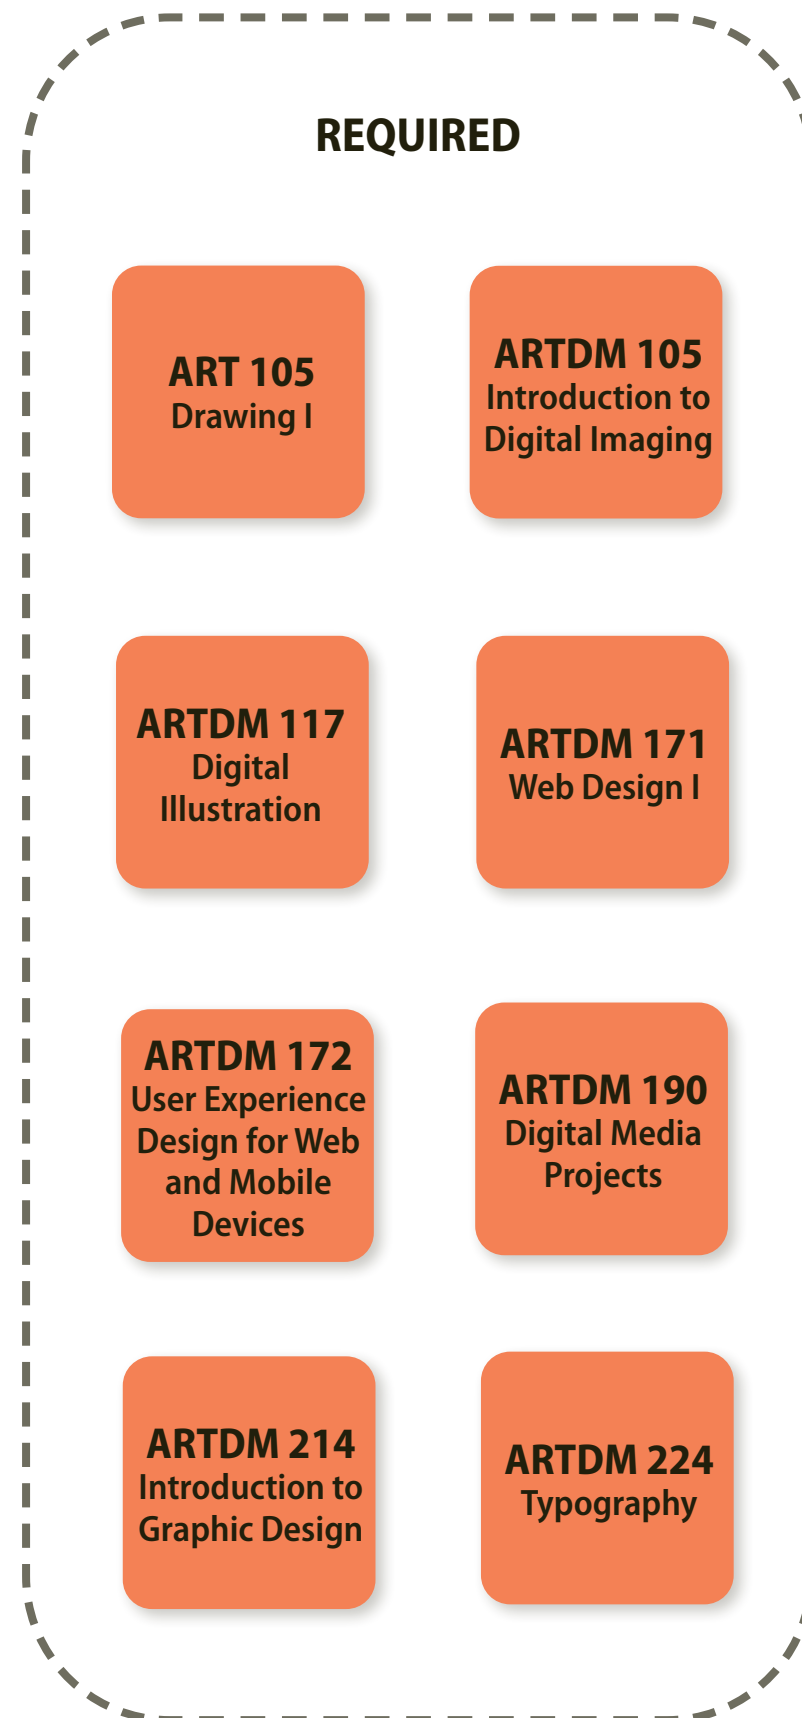 REQUIRED
ART 105
Drawing I
ARTDM 105
Introduction to
Digital Imaging
ARTDM 117
Digital
Illustration
ARTDM 171
Web Design I
ARTDM 172
User Experience
Design for Web
and Mobile
Devices
ARTDM 190
Digital Media
Projects
ARTDM 214
Introduction to
Graphic Design
ARTDM 224
Typography